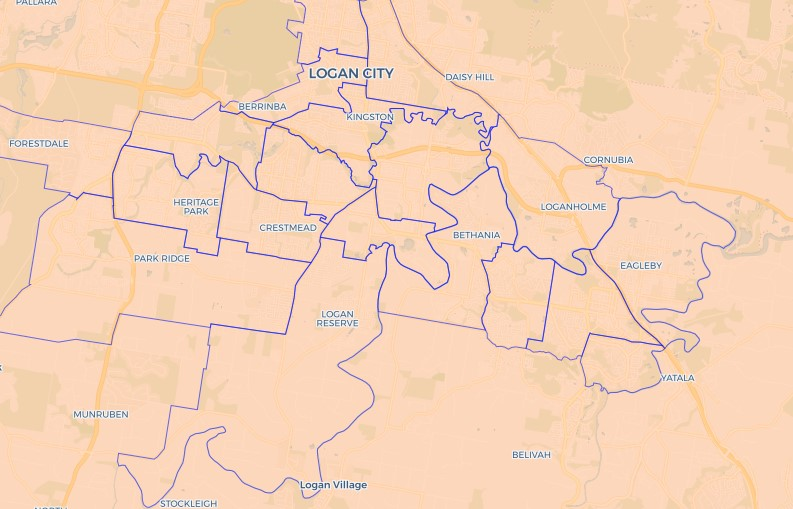 PALLARA
LOGAN CITY
DAISY HILL
BERRINBA
KINGSTON
FORESTDALE
CORNUBIA
HERITAGE
PARK
LOGANHOLME
CRESTMEAD
BETHANIA
PARK RIDGE
EAGLEBY
LOGAN
RESERVE
YATALA
MUNRUBEN
BELIVAH
Logan Village
STOCKLEIGH
NORTH